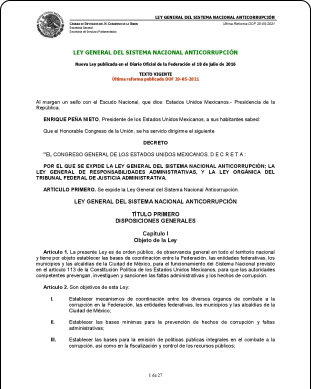 LEY GENERAL DEL SISTEMA NACIONAL ANTICORRUPCIÓN
CÁMARA DE DIPUTADOS DEL H. CONGRESO DE LA UNIÓN
Última Reforma DOF 20-05-2021
Secretaría General
Secretaría de Servicios Parlamentarios
LEY GENERAL DEL SISTEMA NACIONAL ANTICORRUPCIÓN
Nueva Ley publicada en el Diario Oficial de la Federación el 18 de julio de 2016
TEXTO VIGENTE
Última reforma publicada DOF 20-05-2021
Al margen un sello con el Escudo Nacional, que dice: Estados Unidos Mexicanos.- Presidencia de la
República.
ENRIQUE PEÑA NIETO, Presidente de los Estados Unidos Mexicanos, a sus habitantes sabed:
Que el Honorable Congreso de la Unión, se ha servido dirigirme el siguiente
DECRETO
"EL CONGRESO GENERAL DE LOS ESTADOS UNIDOS MEXICANOS, D E C R E T A :
POR EL QUE SE EXPIDE LA LEY GENERAL DEL SISTEMA NACIONAL ANTICORRUPCIÓN; LA
LEY GENERAL DE RESPONSABILIDADES ADMINISTRATIVAS, Y LA LEY ORGÁNICA DEL
TRIBUNAL FEDERAL DE JUSTICIA ADMINISTRATIVA.
ARTÍCULO PRIMERO. Se expide la Ley General del Sistema Nacional Anticorrupción.
LEY GENERAL DEL SISTEMA NACIONAL ANTICORRUPCIÓN
TÍTULO PRIMERO
DISPOSICIONES GENERALES
Capítulo I
Objeto de la Ley
Artículo 1. La presente Ley es de orden público, de observancia general en todo el territorio nacional
y tiene por objeto establecer las bases de coordinación entre la Federación, las entidades federativas, los
municipios y las alcaldías de la Ciudad de México, para el funcionamiento del Sistema Nacional previsto
en el artículo 113 de la Constitución Política de los Estados Unidos Mexicanos, para que las autoridades
competentes prevengan, investiguen y sancionen las faltas administrativas y los hechos de corrupción.
Artículo 2. Son objetivos de esta Ley:
I. Establecer mecanismos de coordinación entre los diversos órganos de combate a la
corrupción en la Federación, las entidades federativas, los municipios y las alcaldías de la
Ciudad de México;
II. Establecer las bases mínimas para la prevención de hechos de corrupción y faltas
administrativas;
III. Establecer las bases para la emisión de políticas públicas integrales en el combate a la
corrupción, así como en la fiscalización y control de los recursos públicos;
1 de 27